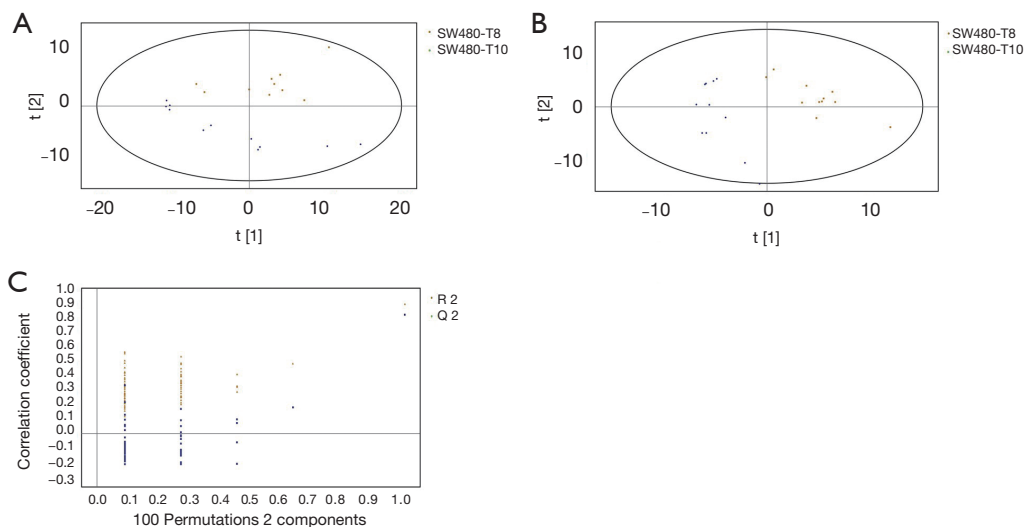 A
10
0
−10
t [2]
−20
−10
0
10
20
t [1]
SW480-T8
SW480-T10
B
10
0
−10
t [2]
−10
0
10
t [1]
SW480-T8
SW480-T10
C
1.0
0.9
0.8
0.7
0.6
0.5
0.4
0.3
0.2
0.1
0.0
−0.1
−0.2
−0.3
Correlation coefficient
0.0 0.1 0.2 0.3 0.4 0.5 0.6 0.7 0.8 0.9 1.0
100 Permutations 2 components
R 2
Q 2